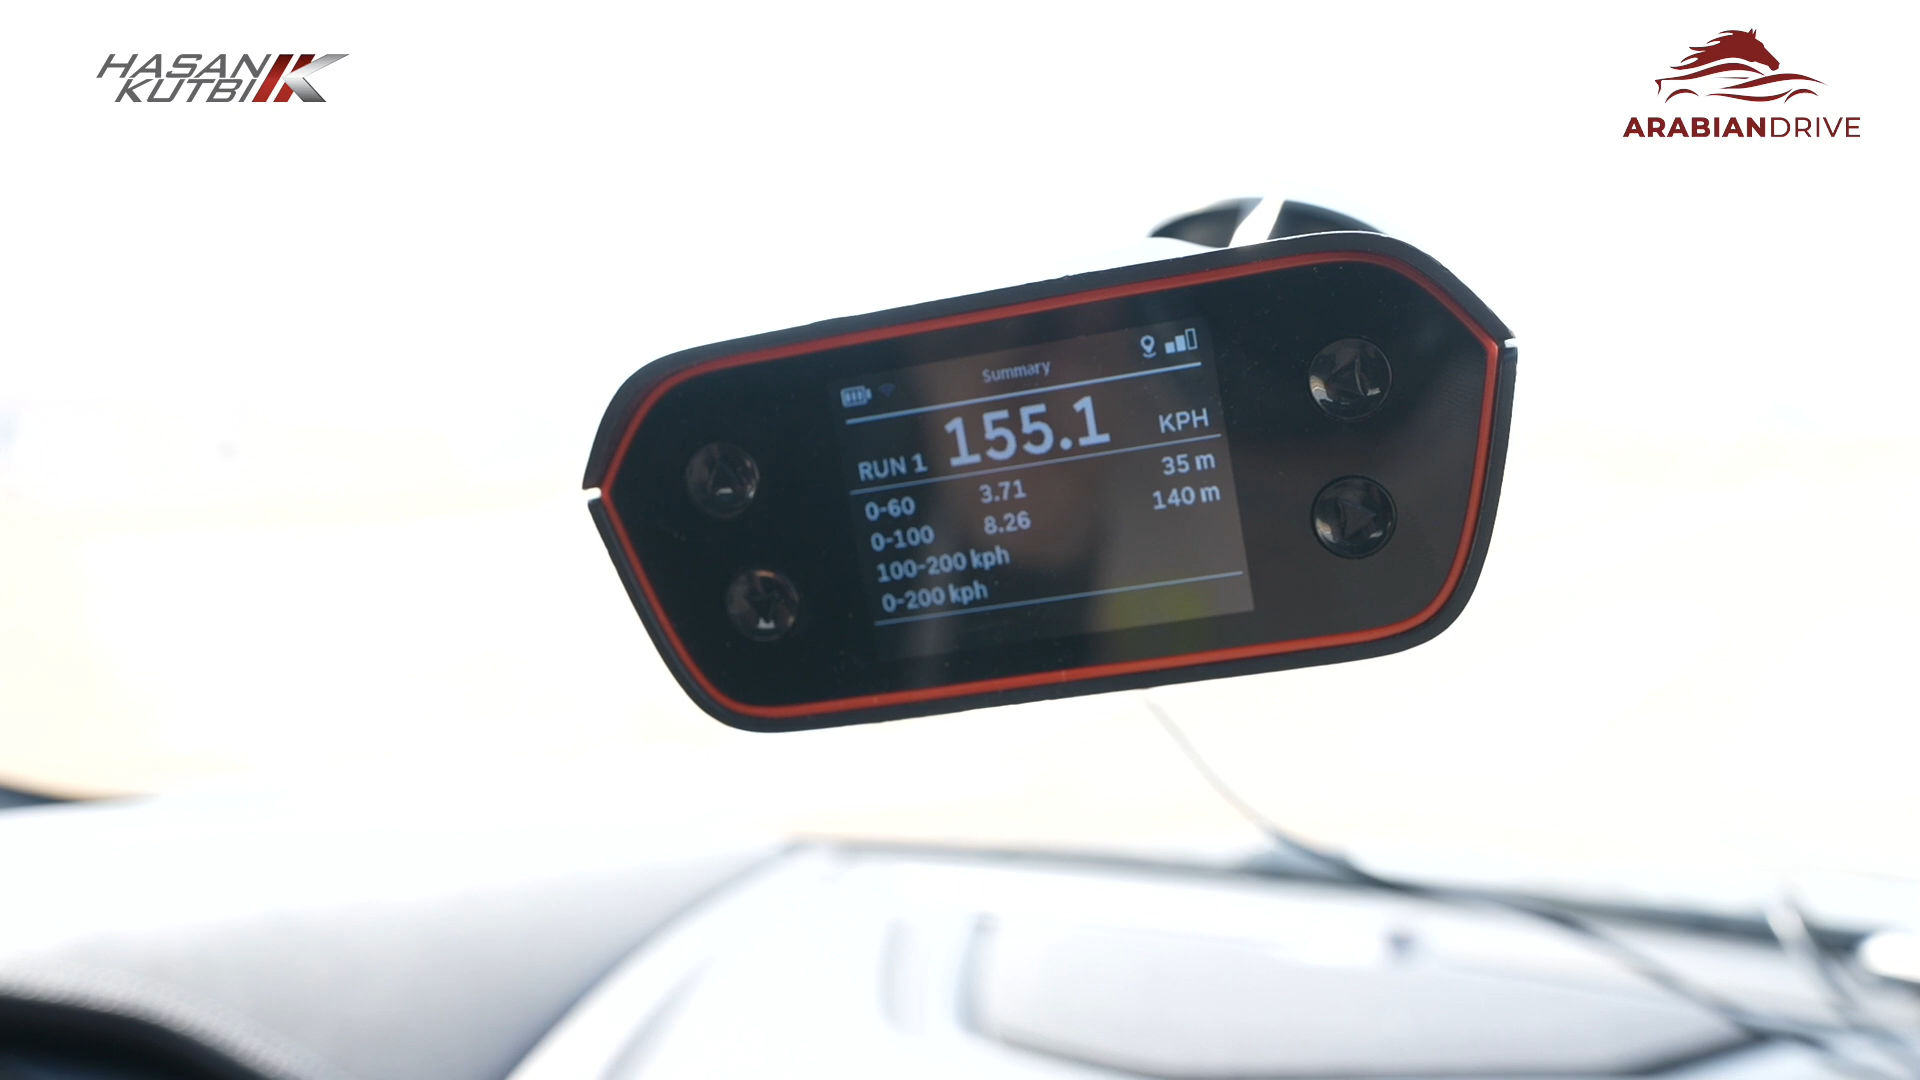 HASAN
KUTBI
ARABIANDRIVE
Summary
RUN 1 155.1 KPH
0-60 3.71 35 m
0-100 8.26 140 m
100-200 kph
0-200 kph